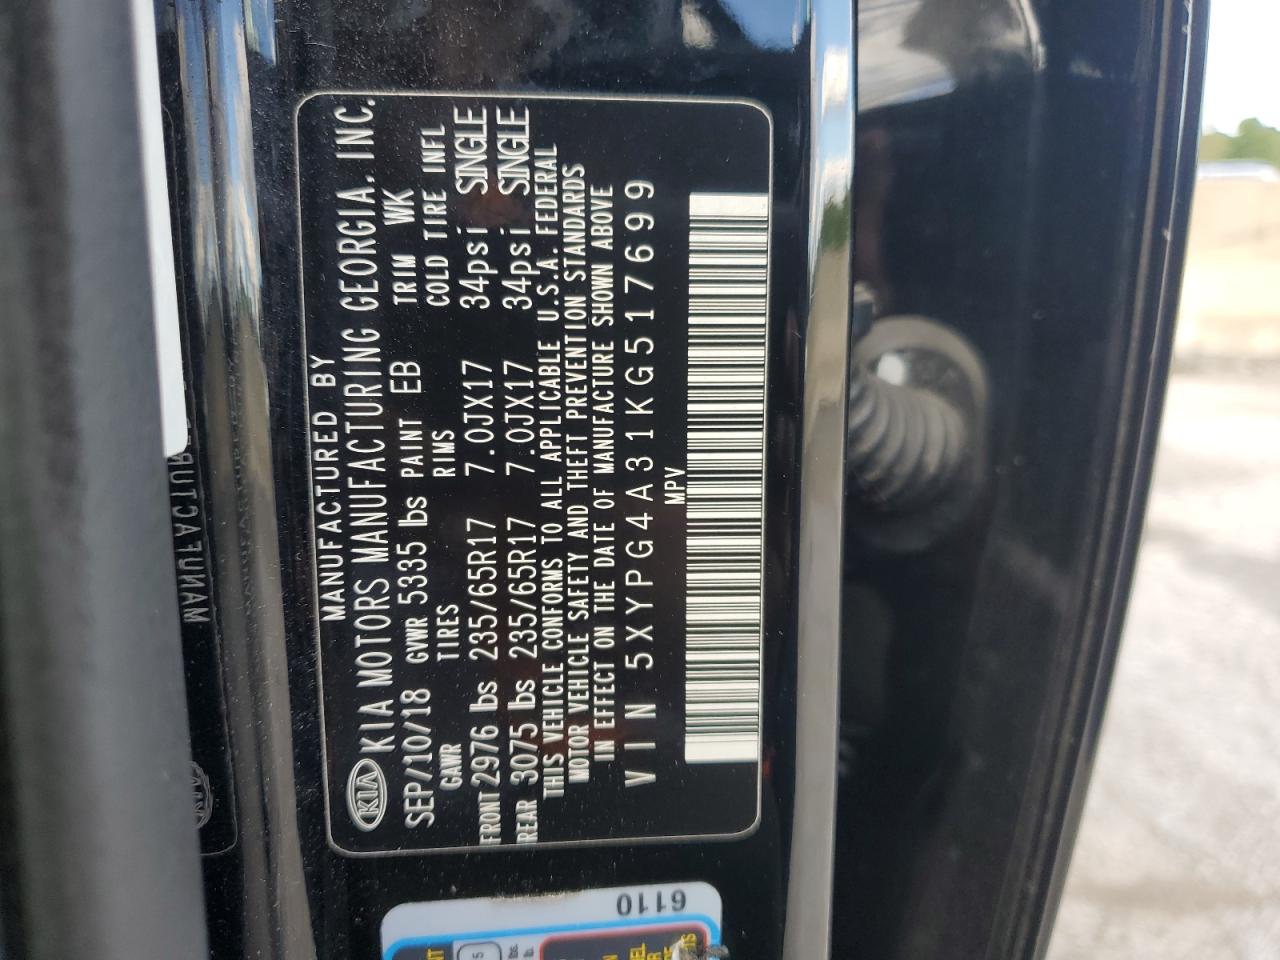 MANUFACTURED BY
KIA KIA MOTORS MANUFACTURING GEORGIA, INC.
SEP/10/18 GVWR 5335 lbs PAINT EB TRIM WK
GAWR TIRES RIMS COLD TIRE INFL
FRONT 2976 lbs 235/65R17 7.0JX17 34psi SINGLE
REAR 3075 lbs 235/65R17 7.0JX17 34psi SINGLE
THIS VEHICLE CONFORMS TO ALL APPLICABLE U.S.A. FEDERAL
MOTOR VEHICLE SAFETY AND THEFT PREVENTION STANDARDS
IN EFFECT ON THE DATE OF MANUFACTURE SHOWN ABOVE
VIN 5XYPG4A31KG517699
MPV
6110